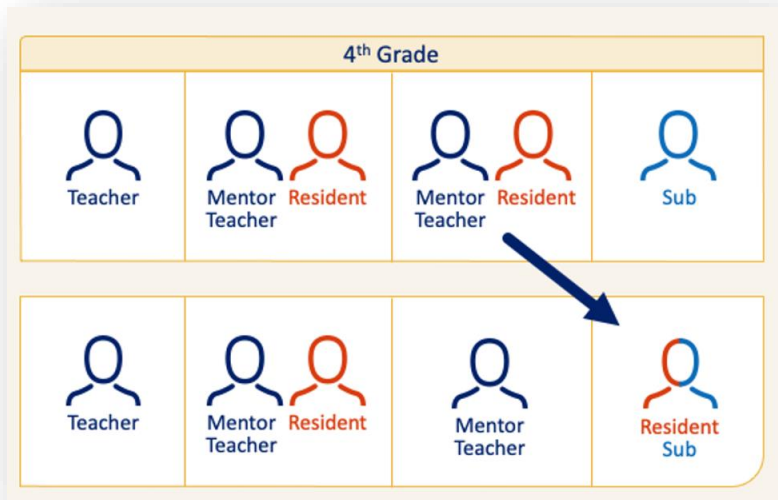 4th Grade
Teacher
Mentor Teacher
Resident
Mentor Teacher
Resident
Sub
Teacher
Mentor Teacher
Resident
Mentor Teacher
Resident
Sub